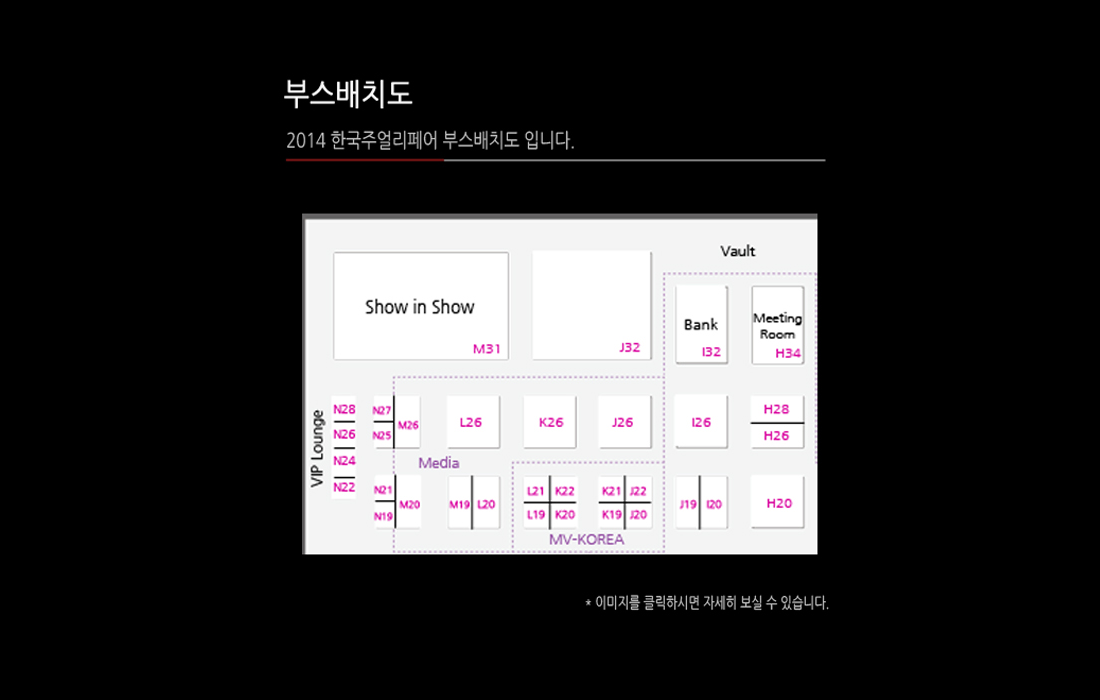 부스배치도
2014 한국주얼리페어 부스배치도 입니다.
Vault
Show in Show
M31
J32
Bank
I32
Meeting
Room
H34
VIP Lounge
N28
N26
N24
N22
N27
N25
M26
L26
K26
J26
I26
H28
H26
Media
N21
N19
M20
M19
L20
L21
K22
L19
K20
K21
J22
K19
J20
J19
I20
H20
MV-KOREA
* 이미지를 클릭하시면 자세히 보실 수 있습니다.